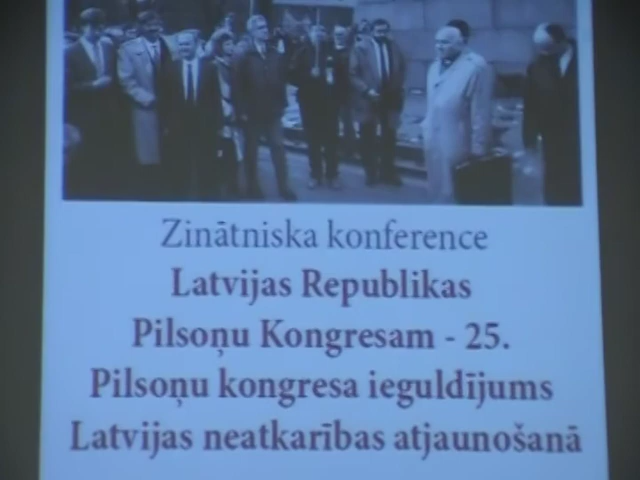 Zinātniska konference
Latvijas Republikas
Pilsoņu Kongresam - 25.
Pilsoņu kongresa ieguldījums
Latvijas neatkarības atjaunošanā